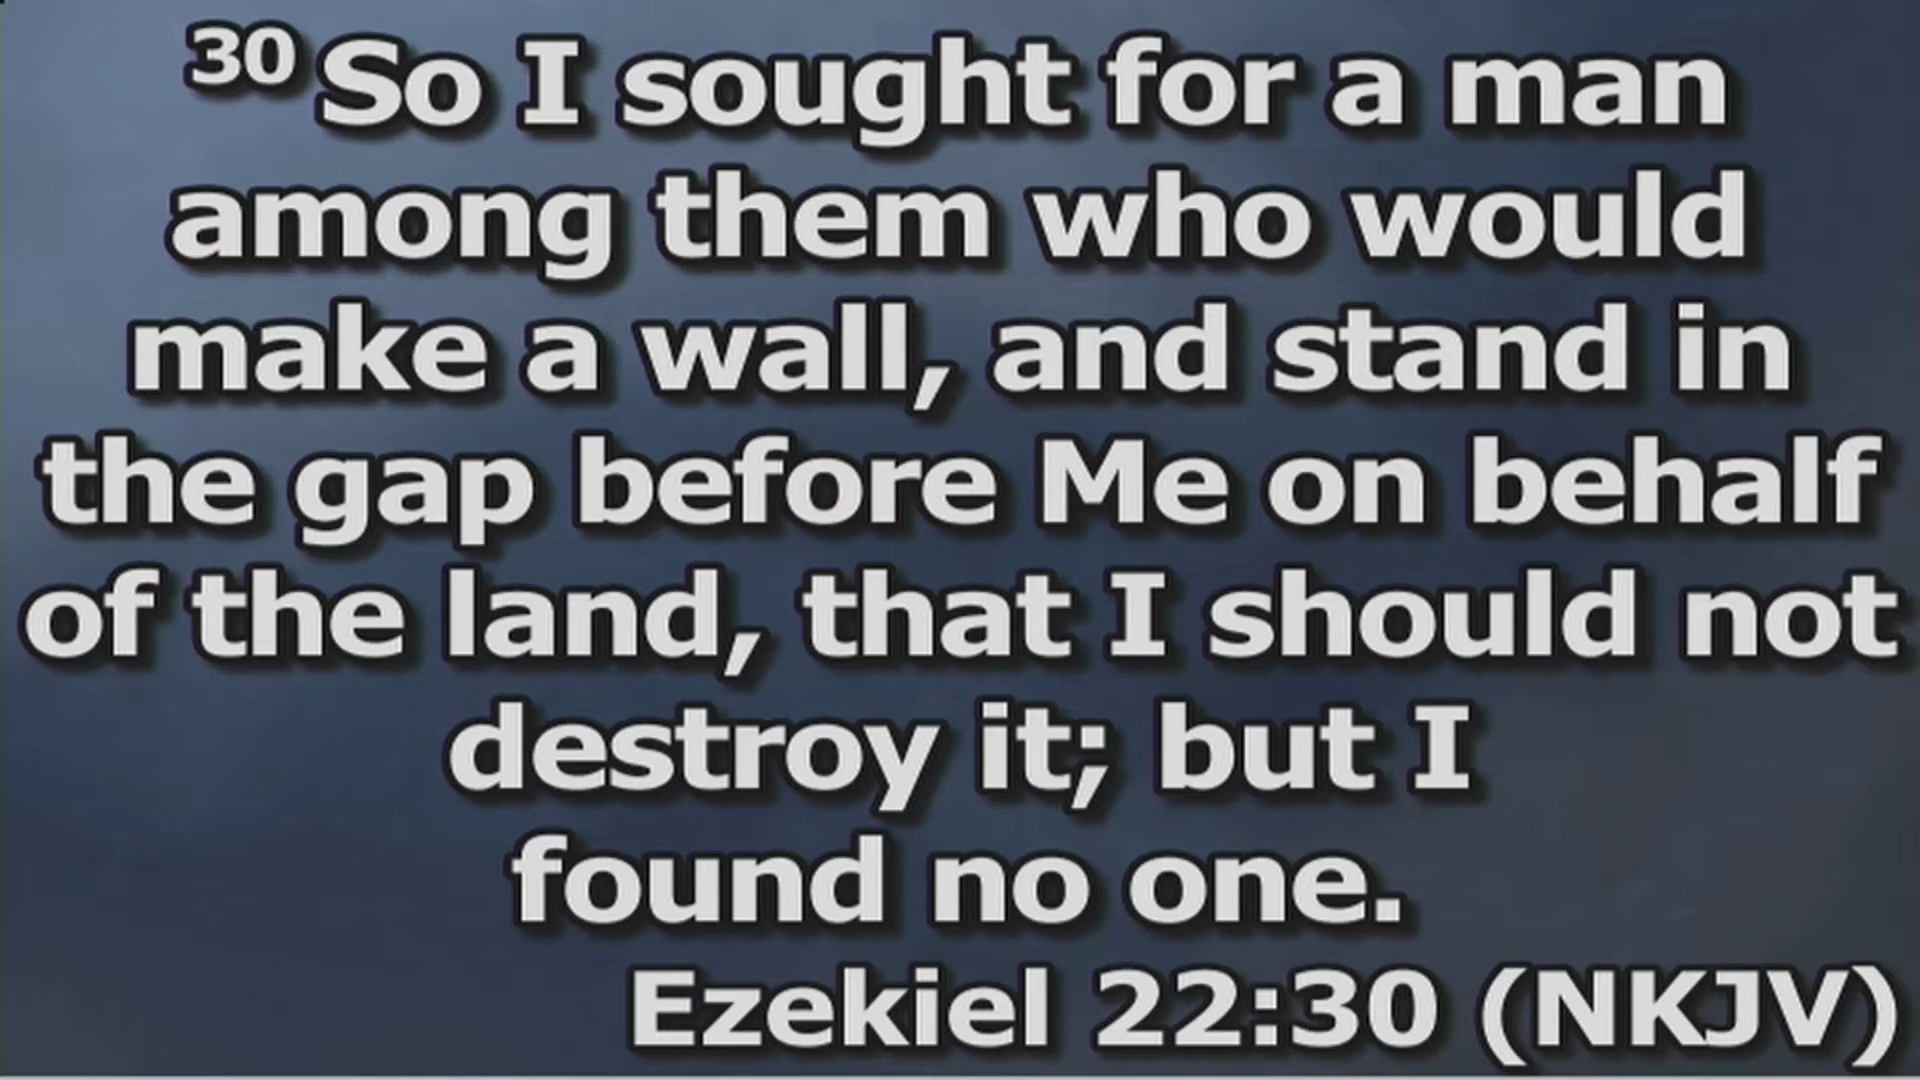 30 So I sought for a man
among them who would
make a wall, and stand in
the gap before Me on behalf
of the land, that I should not
destroy it; but I
found no one.
Ezekiel 22:30 (NKJV)